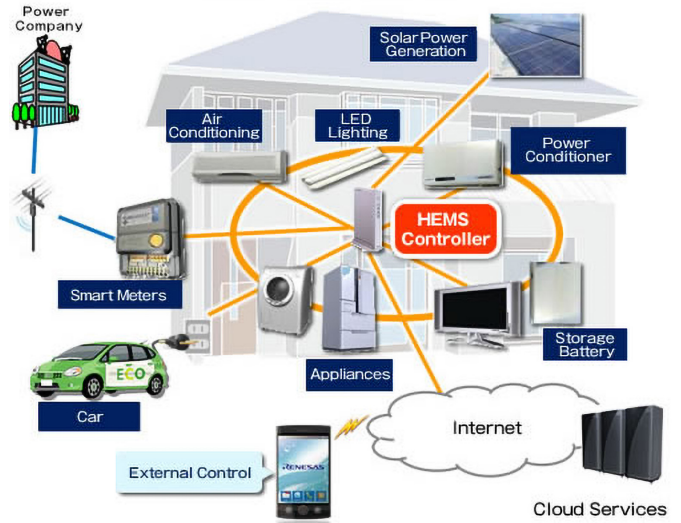 Power
Company
Solar Power
Generation
Air
Conditioning
LED
Lighting
Power
Conditioner
HEMS
Controller
Smart Meters
Storage
Battery
ECO
Appliances
Car
Internet
RENESAS
External Control
Cloud Services